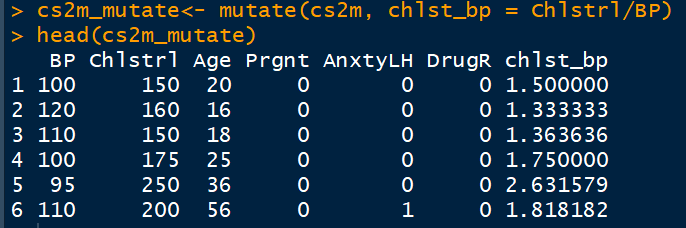 > cs2m_mutate<- mutate(cs2m, chlst_bp = Chlstrl/BP)
> head(cs2m_mutate)
   BP Chlstrl Age Prgnt AnxtyLH DrugR chlst_bp
1 100     150  20     0       0     0 1.500000
2 120     160  16     0       0     0 1.333333
3 110     150  18     0       0     0 1.363636
4 100     175  25     0       0     0 1.750000
5  95     250  36     0       0     0 2.631579
6 110     200  56     0       1     0 1.818182